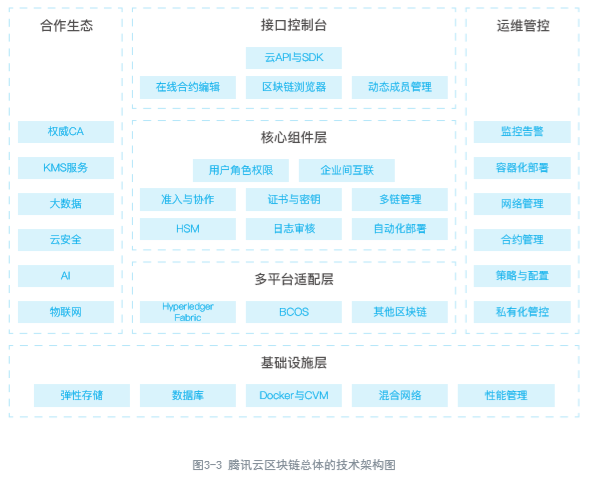 合作生态
权威CA
KMS服务
大数据
云安全
AI
物联网
接口控制台
云API与SDK
在线合约编辑
区块链浏览器
动态成员管理
核心组件层
用户角色权限
企业间互联
准入与协作
证书与密钥
多链管理
HSM
日志审核
自动化部署
多平台适配层
Hyperledger
Fabric
BCOS
其他区块链
运维管控
监控告警
容器化部署
网络管理
合约管理
策略与配置
私有化管控
基础设施层
弹性存储
数据库
Docker与CVM
混合网络
性能管理
图3-3 腾讯云区块链总体的技术架构图